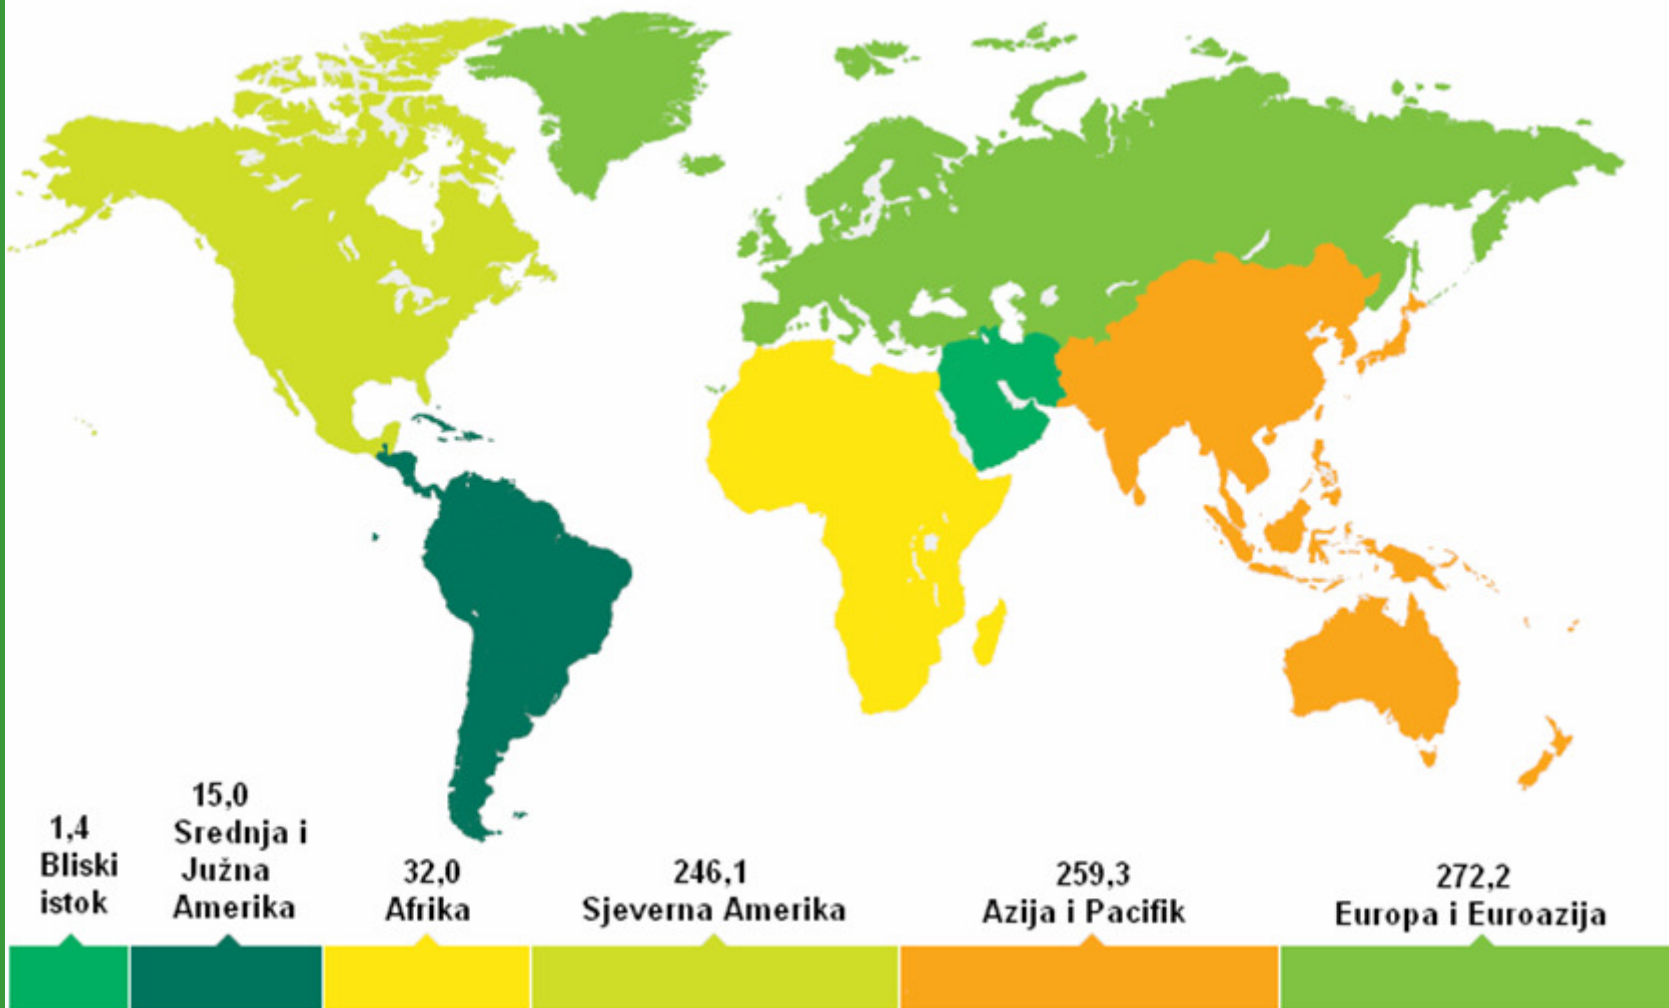 1,4
Bliski
istok
15,0
Srednja i
Južna
Amerika
32,0
Afrika
246,1
Sjeverna Amerika
259,3
Azija i Pacifik
272,2
Europa i Euroazija